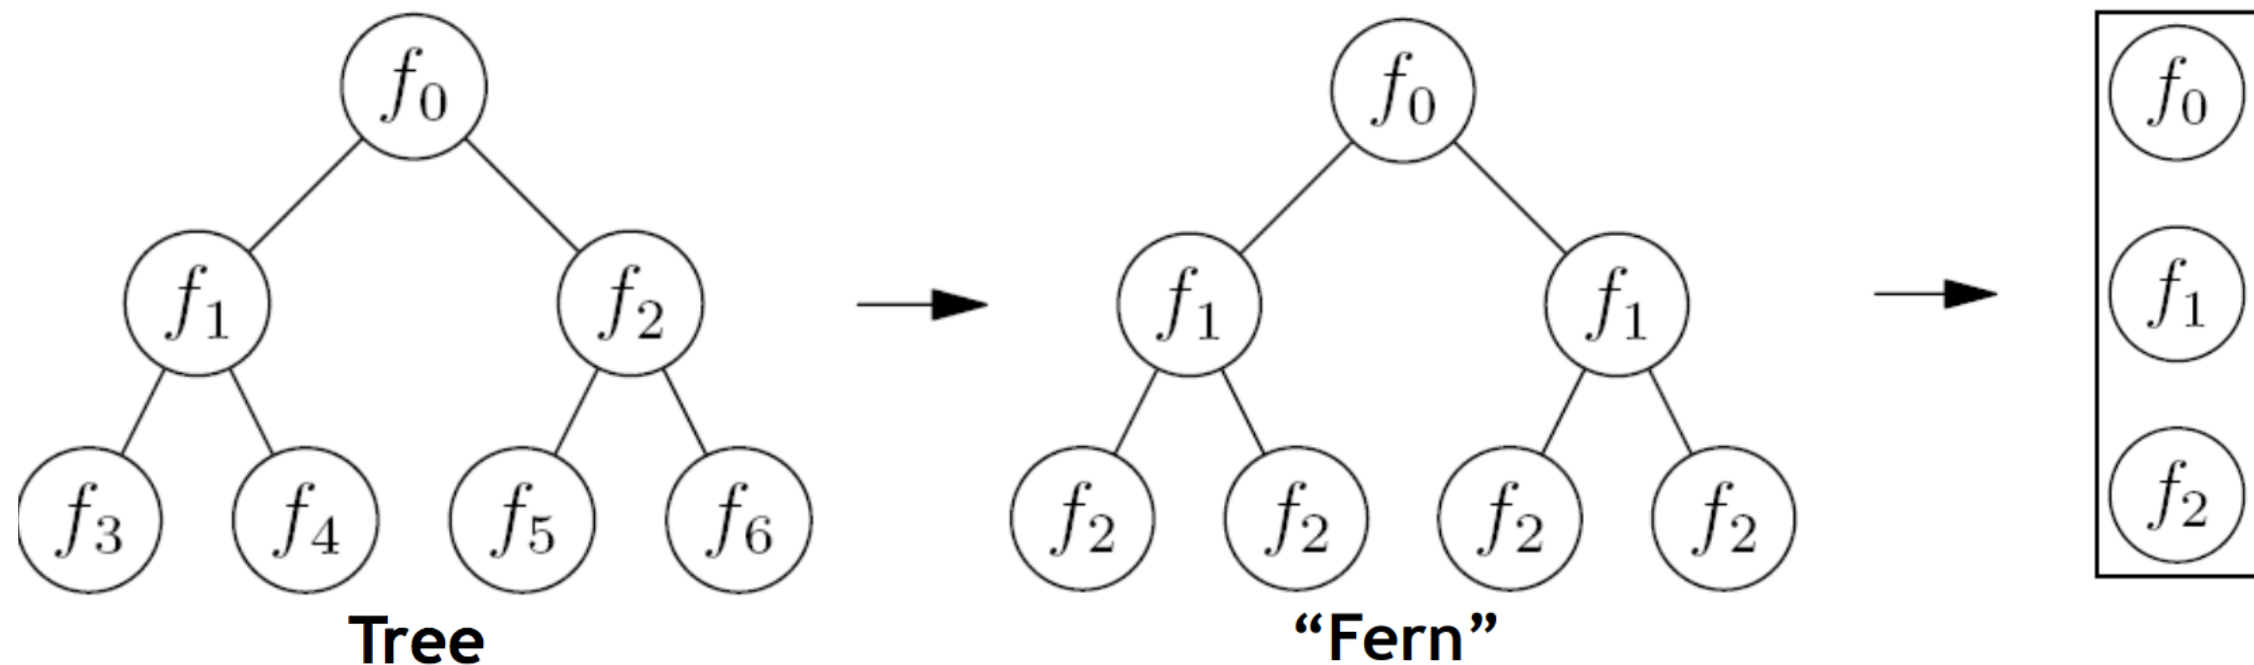 f₀ f₀ f₀
f₁ f₂ f₁ f₁ f₁
f₃ f₄ f₅ f₆ f₂ f₂ f₂ f₂ f₂
Tree “Fern”